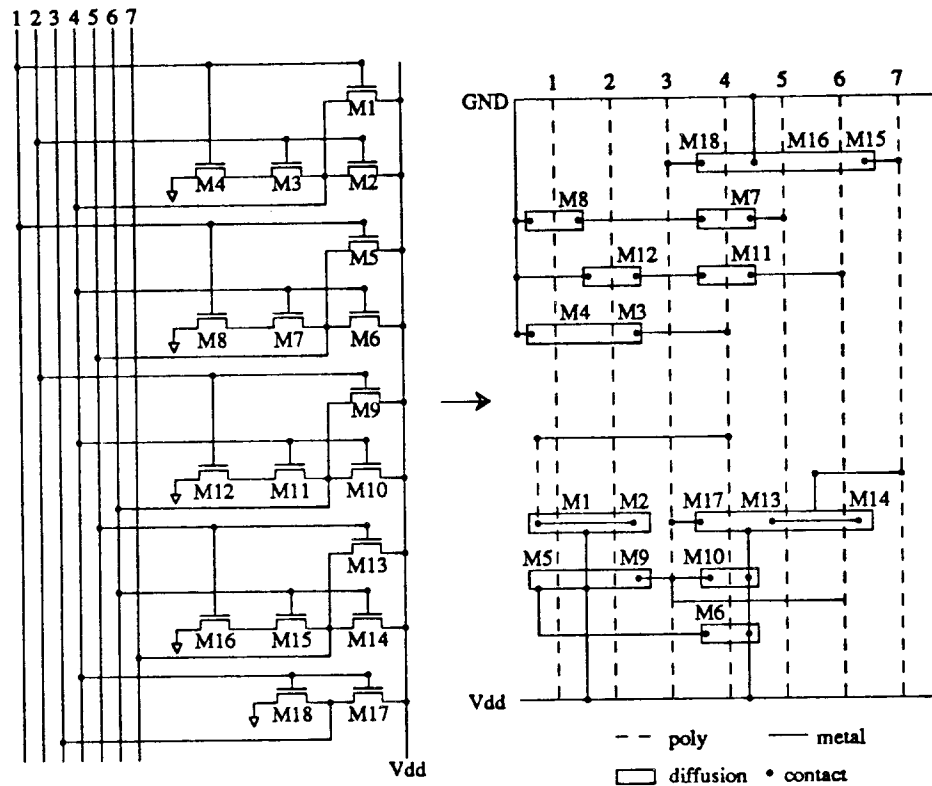 1 2 3 4 5 6 7
M1
M4 M3 M2
M5
M8 M7 M6
M9
M12 M11 M10
M13
M16 M15 M14
M18 M17
Vdd
1 2 3 4 5 6 7
GND
M18 M16 M15
M8 M7
M12 M11
M4 M3
M1 M2 M17 M13 M14
M5 M9 M10
M6
Vdd
poly metal
diffusion contact